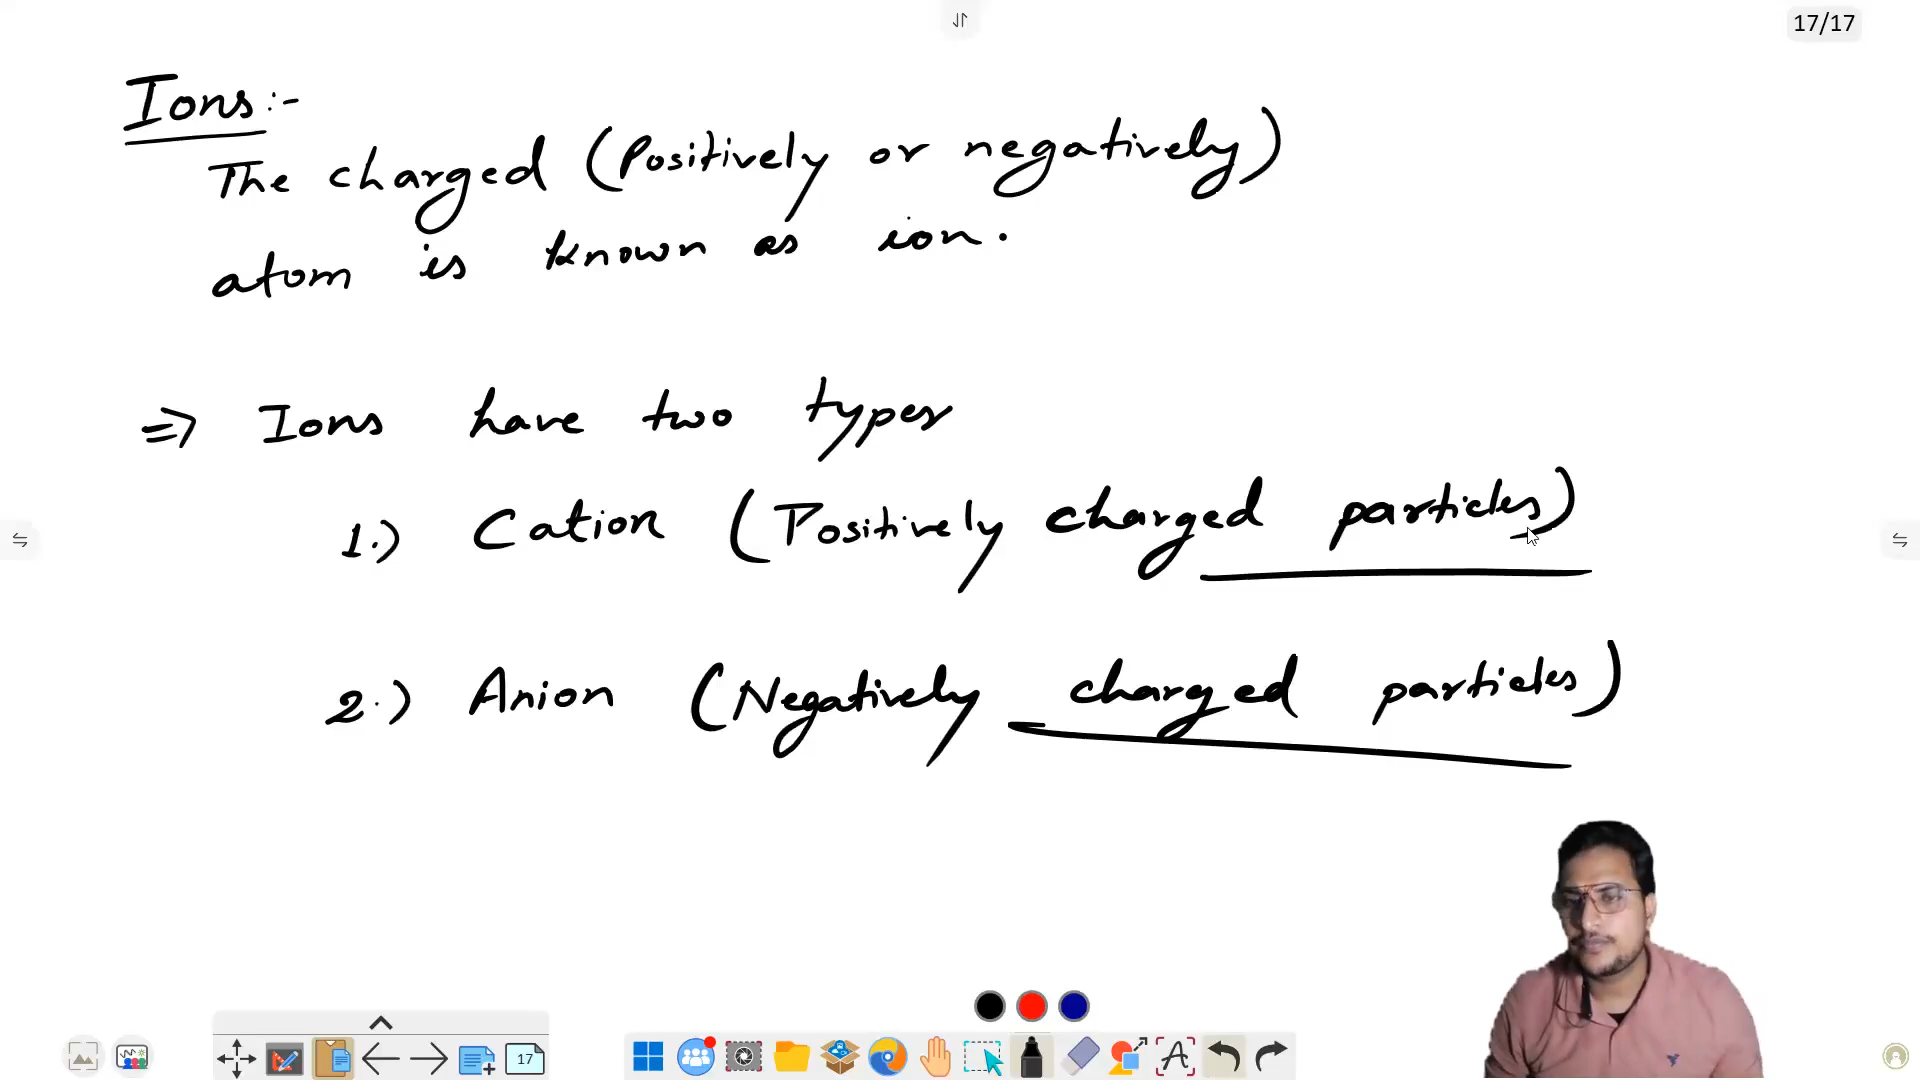 17/17
Ions:-
The charged (Positively or negatively)
atom is known as ion.
=> Ions have two types
1.) Cation (Positively charged particles)
2.) Anion (Negatively charged particles)
17